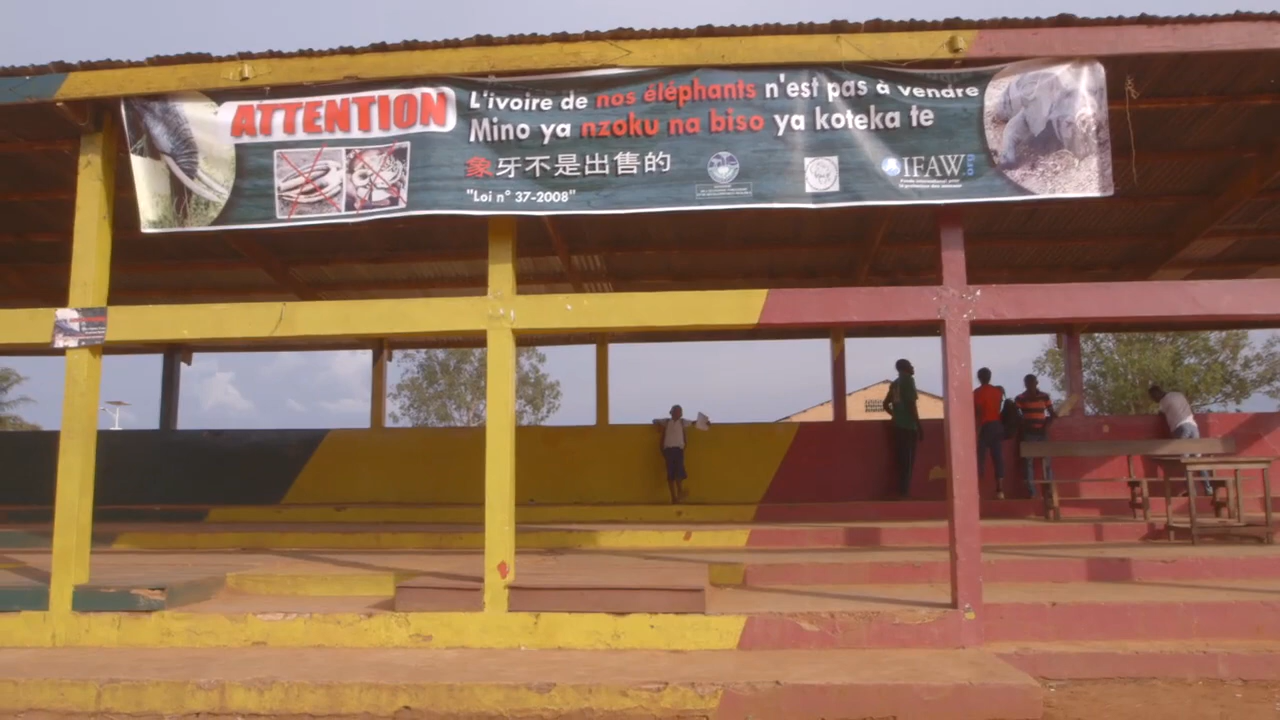 ATTENTION
L'ivoire de nos éléphants n'est pas à vendre
Mino ya nzoku na biso ya koteka te
象牙不是出售的
"Loi n° 37-2008"
IFAW.org